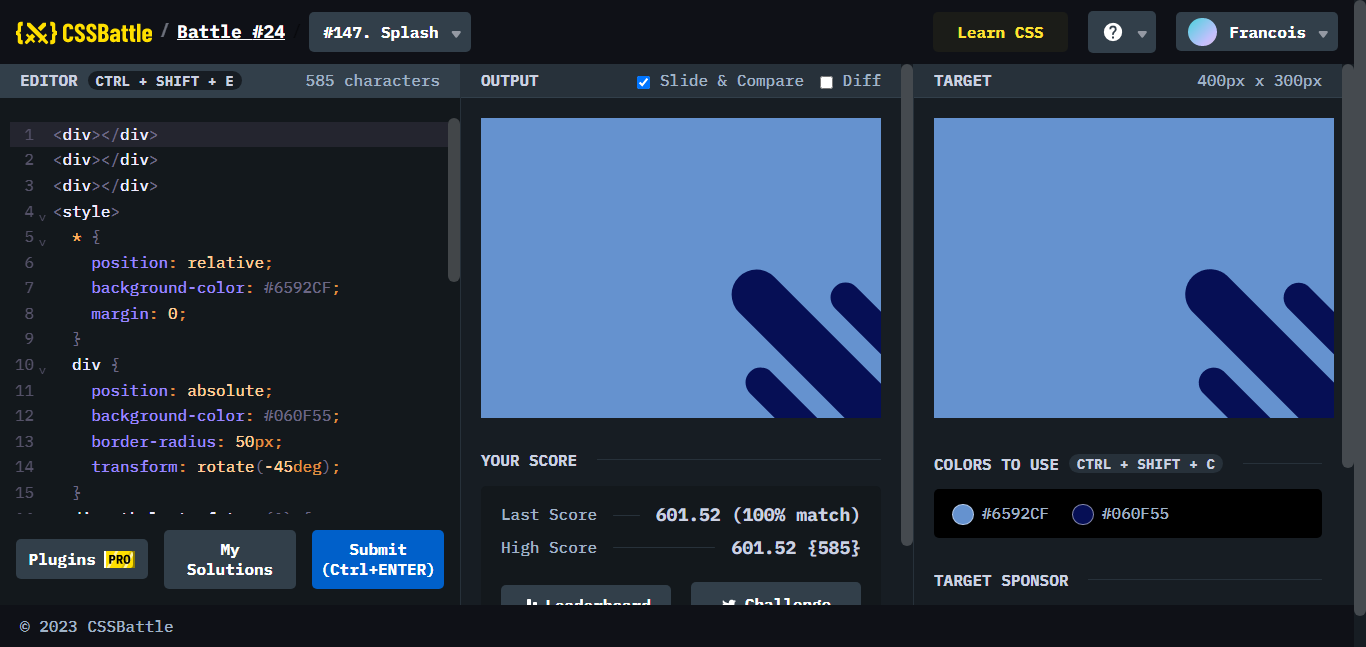 CSSBattle / Battle #24 / #147. Splash Learn CSS ? Francois
EDITOR CTRL + SHIFT + E 585 characters
OUTPUT Slide & Compare Diff
TARGET 400px x 300px
1 <div></div>
2 <div></div>
3 <div></div>
4 <style>
5 * {
6 position: relative;
7 background-color: #6592CF;
8 margin: 0;
9 }
10 div {
11 position: absolute;
12 background-color: #060F55;
13 border-radius: 50px;
14 transform: rotate(-45deg);
15 }
Plugins PRO
My Solutions
Submit (Ctrl+ENTER)
YOUR SCORE
Last Score 601.52 (100% match)
High Score 601.52 {585}
Leaderboard Challenge
COLORS TO USE CTRL + SHIFT + C
#6592CF #060F55
TARGET SPONSOR
© 2023 CSSBattle